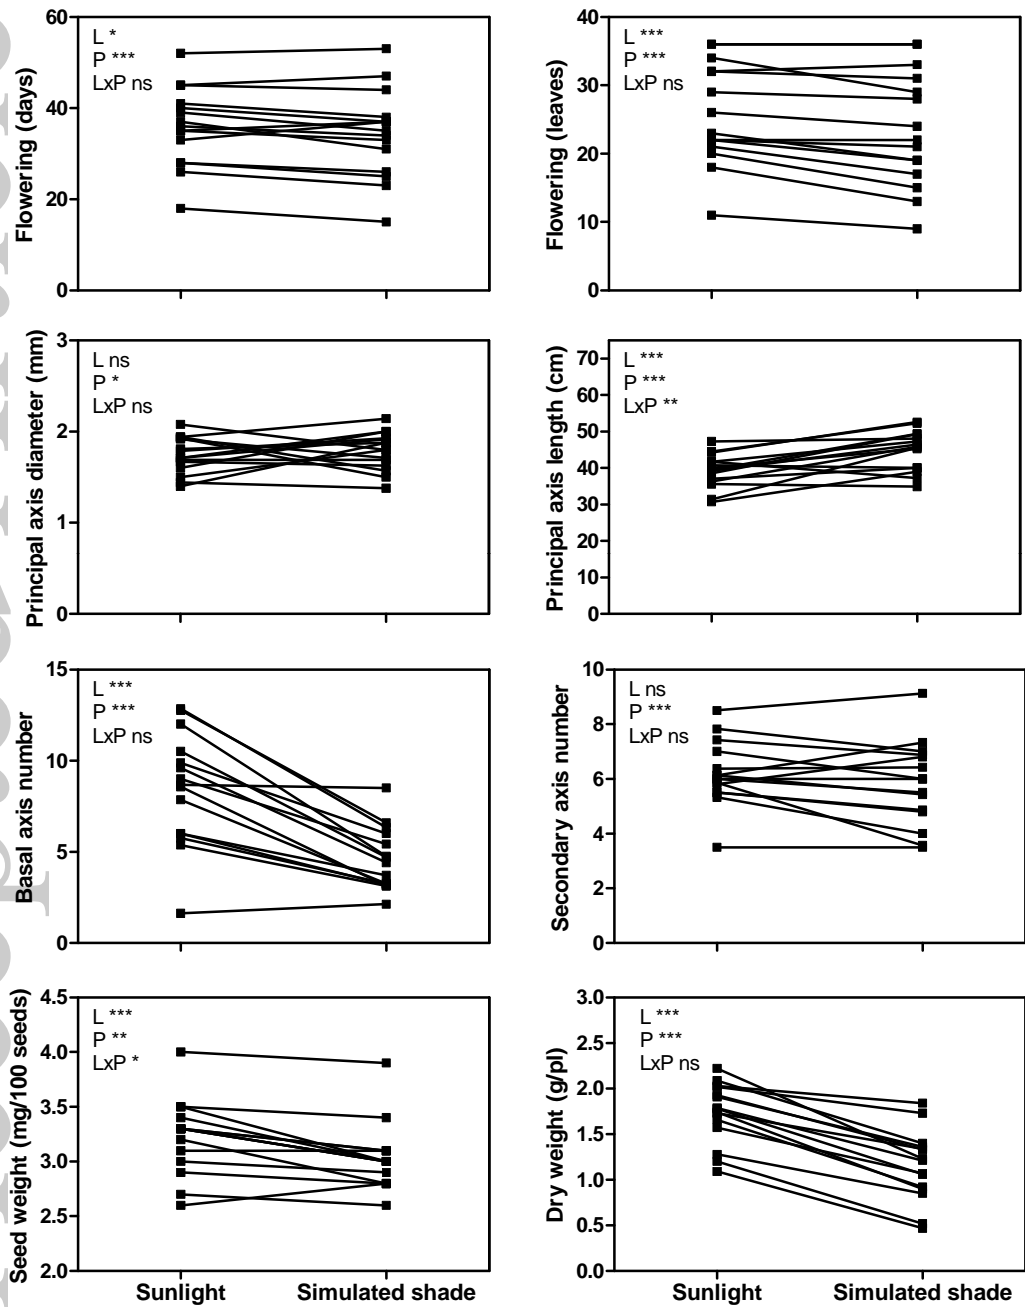 60
40
20
0
Flowering (days)
L *
P ***
LxP ns
40
30
20
10
0
Flowering (leaves)
L ***
P ***
LxP ns
3
2
1
0
Principal axis diameter (mm)
L ns
P *
LxP ns
70
60
50
40
30
20
10
0
Principal axis length (cm)
L ***
P ***
LxP **
15
10
5
0
Basal axis number
L ***
P ***
LxP ns
10
8
6
4
2
0
Secondary axis number
L ns
P ***
LxP ns
4.5
4.0
3.5
3.0
2.5
2.0
Seed weight (mg/100 seeds)
L ***
P **
LxP *
Sunlight
Simulated shade
3.0
2.5
2.0
1.5
1.0
0.5
0.0
Dry weight (g/pl)
L ***
P ***
LxP ns
Sunlight
Simulated shade